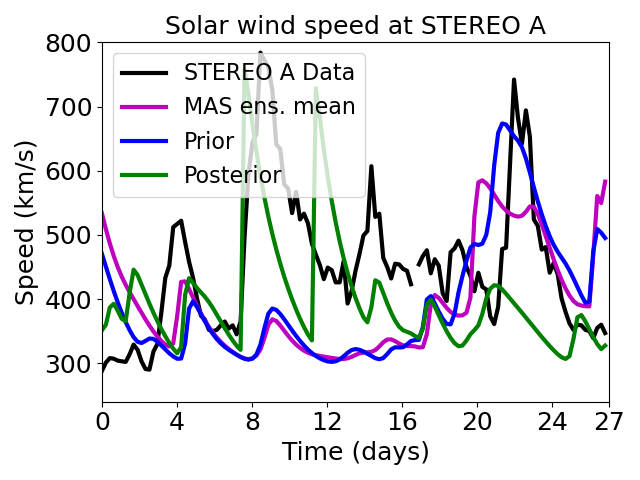 Solar wind speed at STEREO A
Speed (km/s)
800
700
600
500
400
300
STEREO A Data
MAS ens. mean
Prior
Posterior
0 4 8 12 16 20 24 27
Time (days)